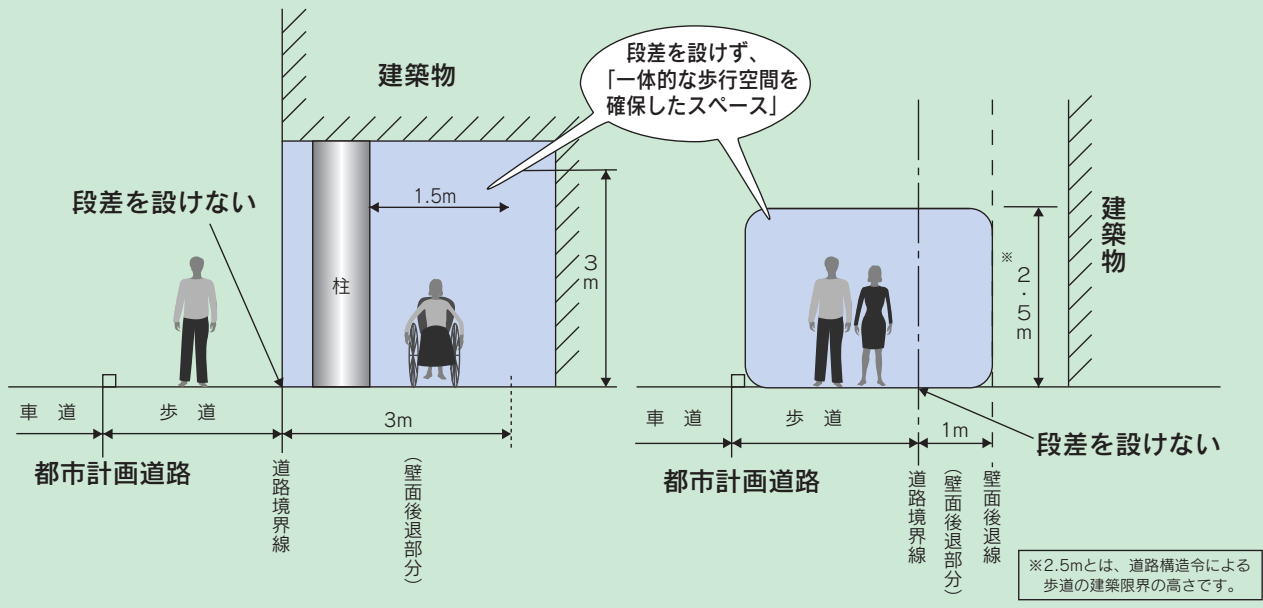 段差を設けず、
「一体的な歩行空間を
確保したスペース」
建築物
段差を設けない
1.5m
3m
柱
車道
歩道
3m
都市計画道路
道路境界線
（壁面後退部分）
建築物
※2.5m
車道
歩道
1m
段差を設けない
都市計画道路
道路境界線
（壁面後退部分）
壁面後退線
※2.5mとは、道路構造令による
歩道の建築限界の高さです。